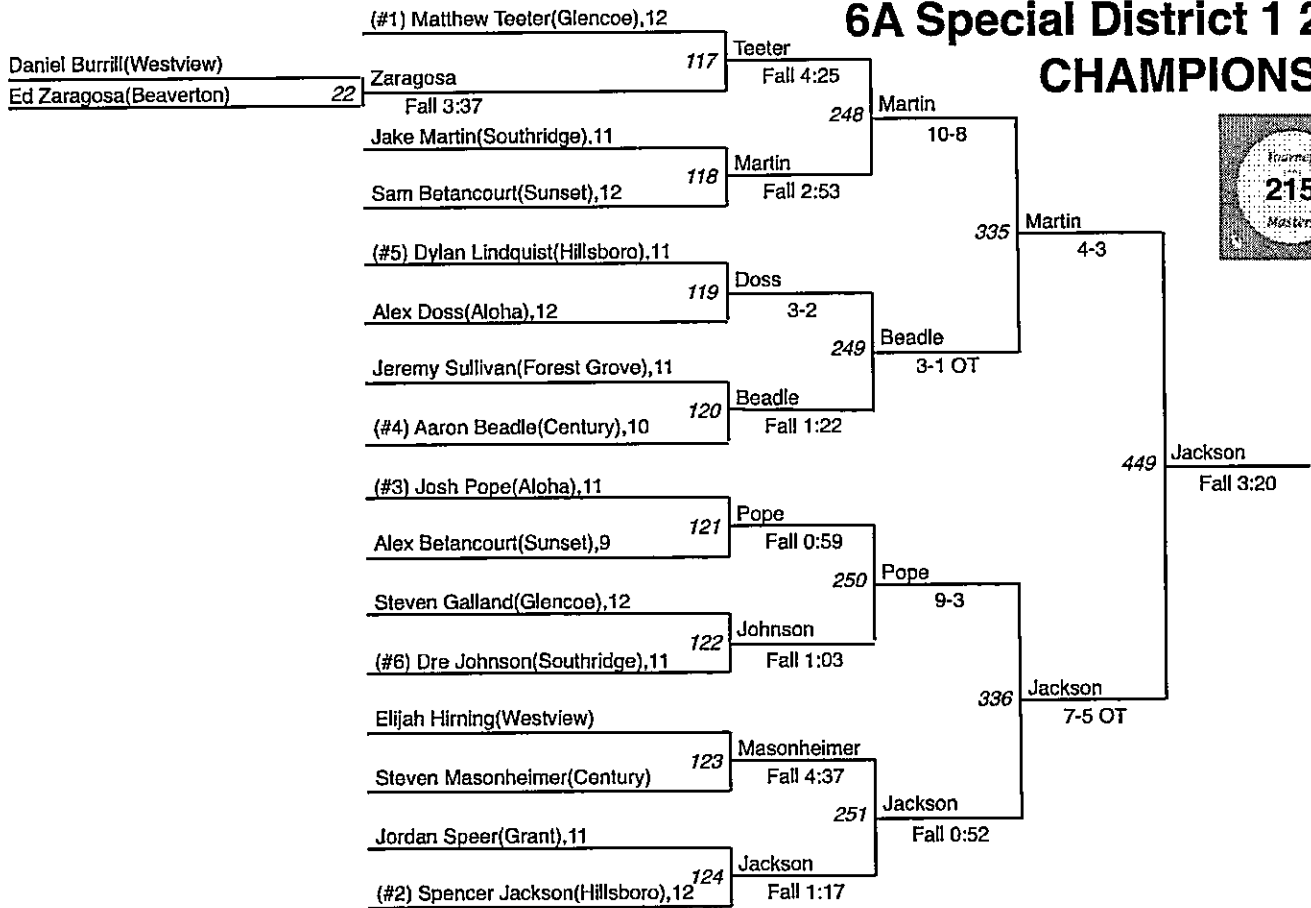 6A Special District 1
CHAMPIONS
215
(#1) Matthew Teeter(Glencoe),12
117
Teeter
Fall 4:25
Daniel Burrill(Westview)
Ed Zaragosa(Beaverton)
22
Zaragosa
Fall 3:37
248
Martin
10-8
Jake Martin(Southridge),11
118
Martin
Fall 2:53
Sam Betancourt(Sunset),12
335
Martin
4-3
(#5) Dylan Lindquist(Hillsboro),11
119
Doss
3-2
Alex Doss(Aloha),12
249
Beadle
3-1 OT
Jeremy Sullivan(Forest Grove),11
120
Beadle
Fall 1:22
(#4) Aaron Beadle(Century),10
449
Jackson
Fall 3:20
(#3) Josh Pope(Aloha),11
121
Pope
Fall 0:59
Alex Betancourt(Sunset),9
250
Pope
9-3
Steven Galland(Glencoe),12
122
Johnson
Fall 1:03
(#6) Dre Johnson(Southridge),11
336
Jackson
7-5 OT
Elijah Hirning(Westview)
123
Masonheimer
Fall 4:37
Steven Masonheimer(Century)
251
Jackson
Fall 0:52
Jordan Speer(Grant),11
124
Jackson
Fall 1:17
(#2) Spencer Jackson(Hillsboro),12